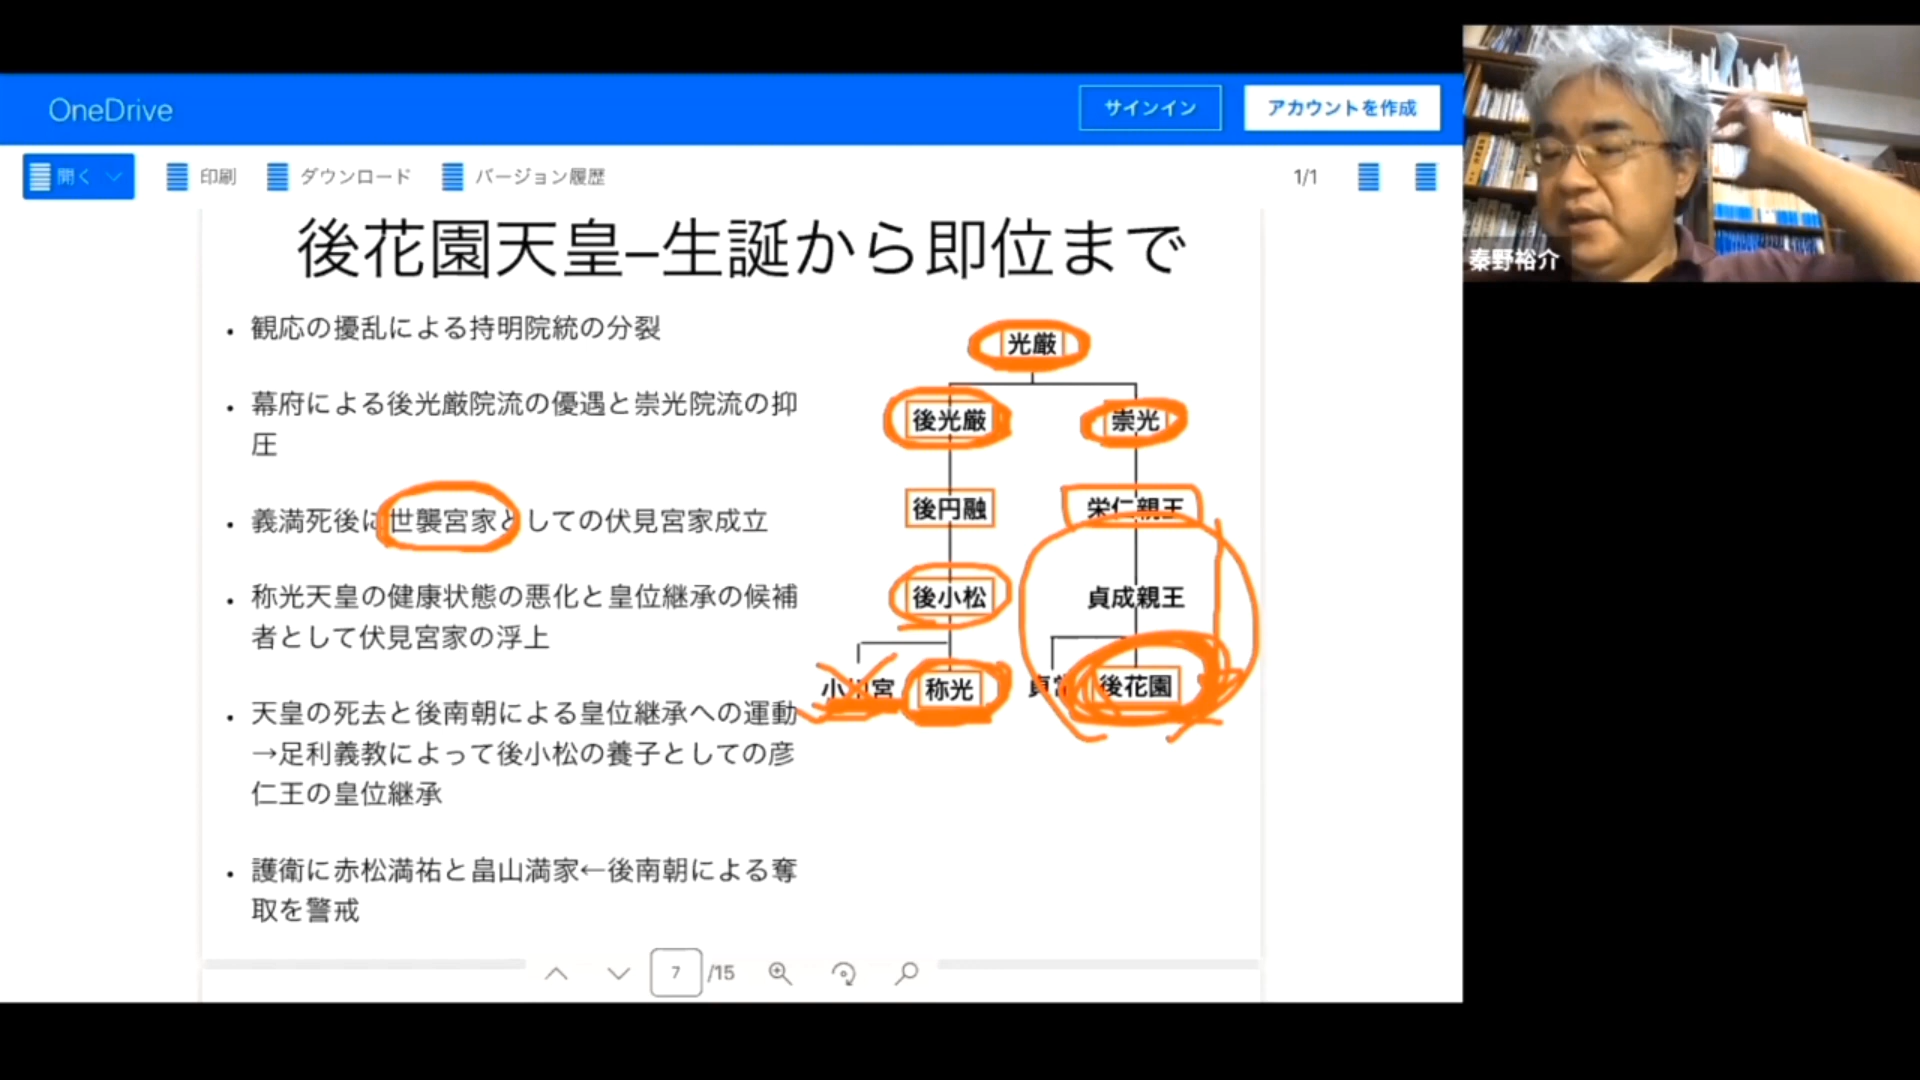 OneDrive
サインイン
アカウントを作成
開く
印刷
ダウンロード
バージョン履歴
1/1
秦野裕介
後花園天皇–生誕から即位まで
• 観応の擾乱による持明院統の分裂
• 幕府による後光厳院流の優遇と崇光院流の抑
圧
• 義満死後に世襲宮家としての伏見宮家成立
• 称光天皇の健康状態の悪化と皇位継承の候補
者として伏見宮家の浮上
• 天皇の死去と後南朝による皇位継承への運動
→足利義教によって後小松の養子としての彦
仁王の皇位継承
• 護衛に赤松満祐と畠山満家←後南朝による奪
取を警戒
光厳
後光厳
崇光
後円融
栄仁親王
後小松
貞成親王
小川宮
称光
貞常
後花園
7
/15